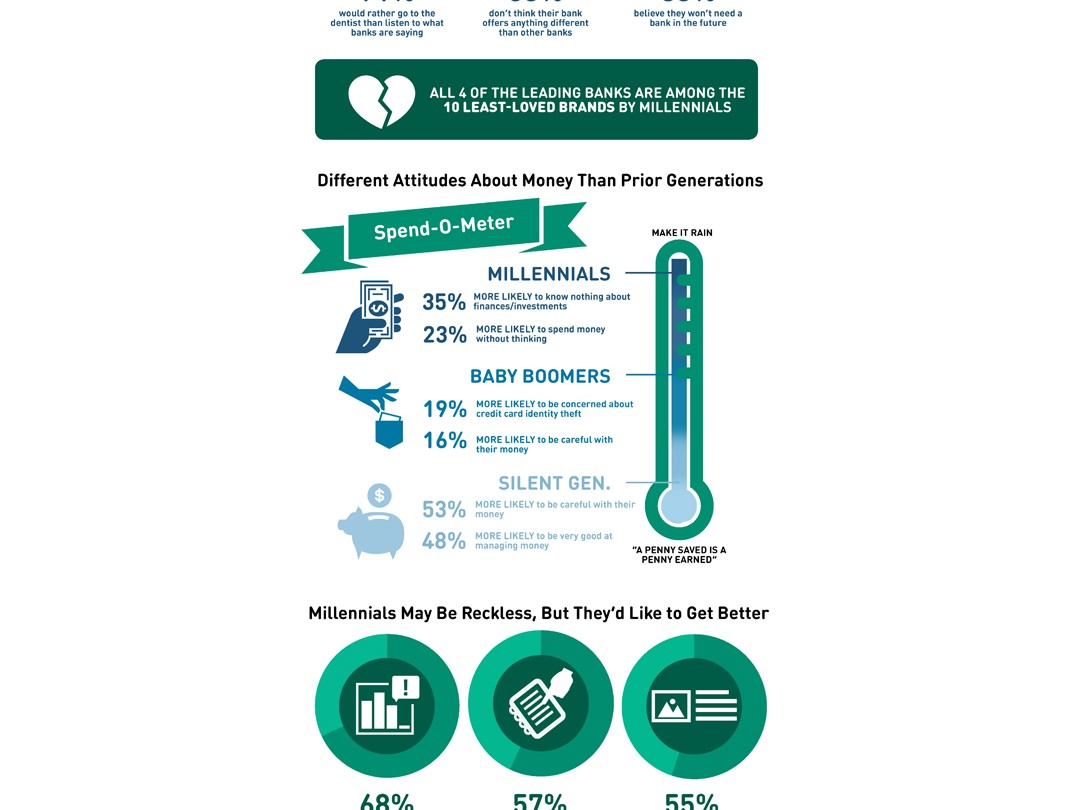 would rather go to the
dentist than listen to what
banks are saying
don't think their bank
offers anything different
than other banks
believe they won't need a
bank in the future
ALL 4 OF THE LEADING BANKS ARE AMONG THE
10 LEAST-LOVED BRANDS BY MILLENNIALS
Different Attitudes About Money Than Prior Generations
Spend-O-Meter
MAKE IT RAIN
MILLENNIALS
35% MORE LIKELY to know nothing about
finances/investments
23% MORE LIKELY to spend money
without thinking
BABY BOOMERS
19% MORE LIKELY to be concerned about
credit card identity theft
16% MORE LIKELY to be careful with
their money
SILENT GEN.
$
53% MORE LIKELY to be careful with their
money
48% MORE LIKELY to be very good at
managing money
"A PENNY SAVED IS A
PENNY EARNED"
Millennials May Be Reckless, But They'd Like to Get Better
!
68%
57%
55%